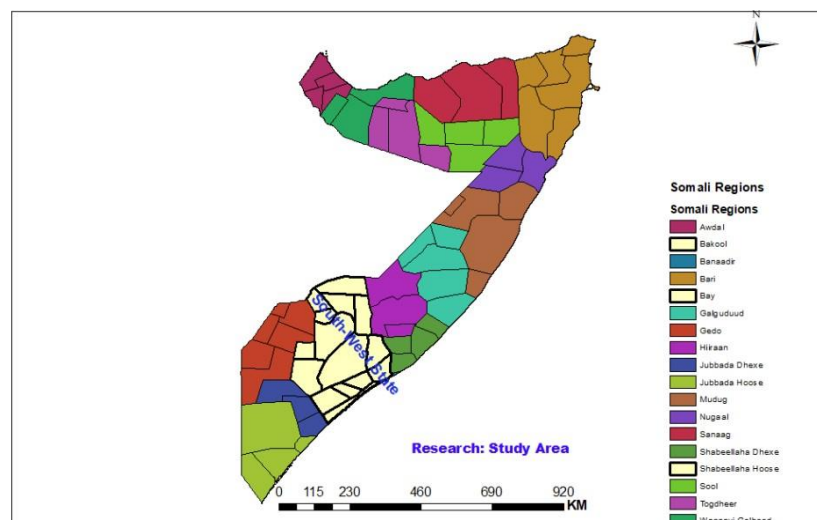 N
Somali Regions
Somali Regions
Awdal
Bakool
Banaadir
Bari
Bay
Galguduud
Gedo
Hiiraan
Jubbada Dhexe
Jubbada Hoose
Mudug
Nugaal
Sanaag
Shabeellaha Dhexe
Shabeellaha Hoose
Sool
Togdheer
South-West State
Research: Study Area
0 115 230 460 690 920
KM